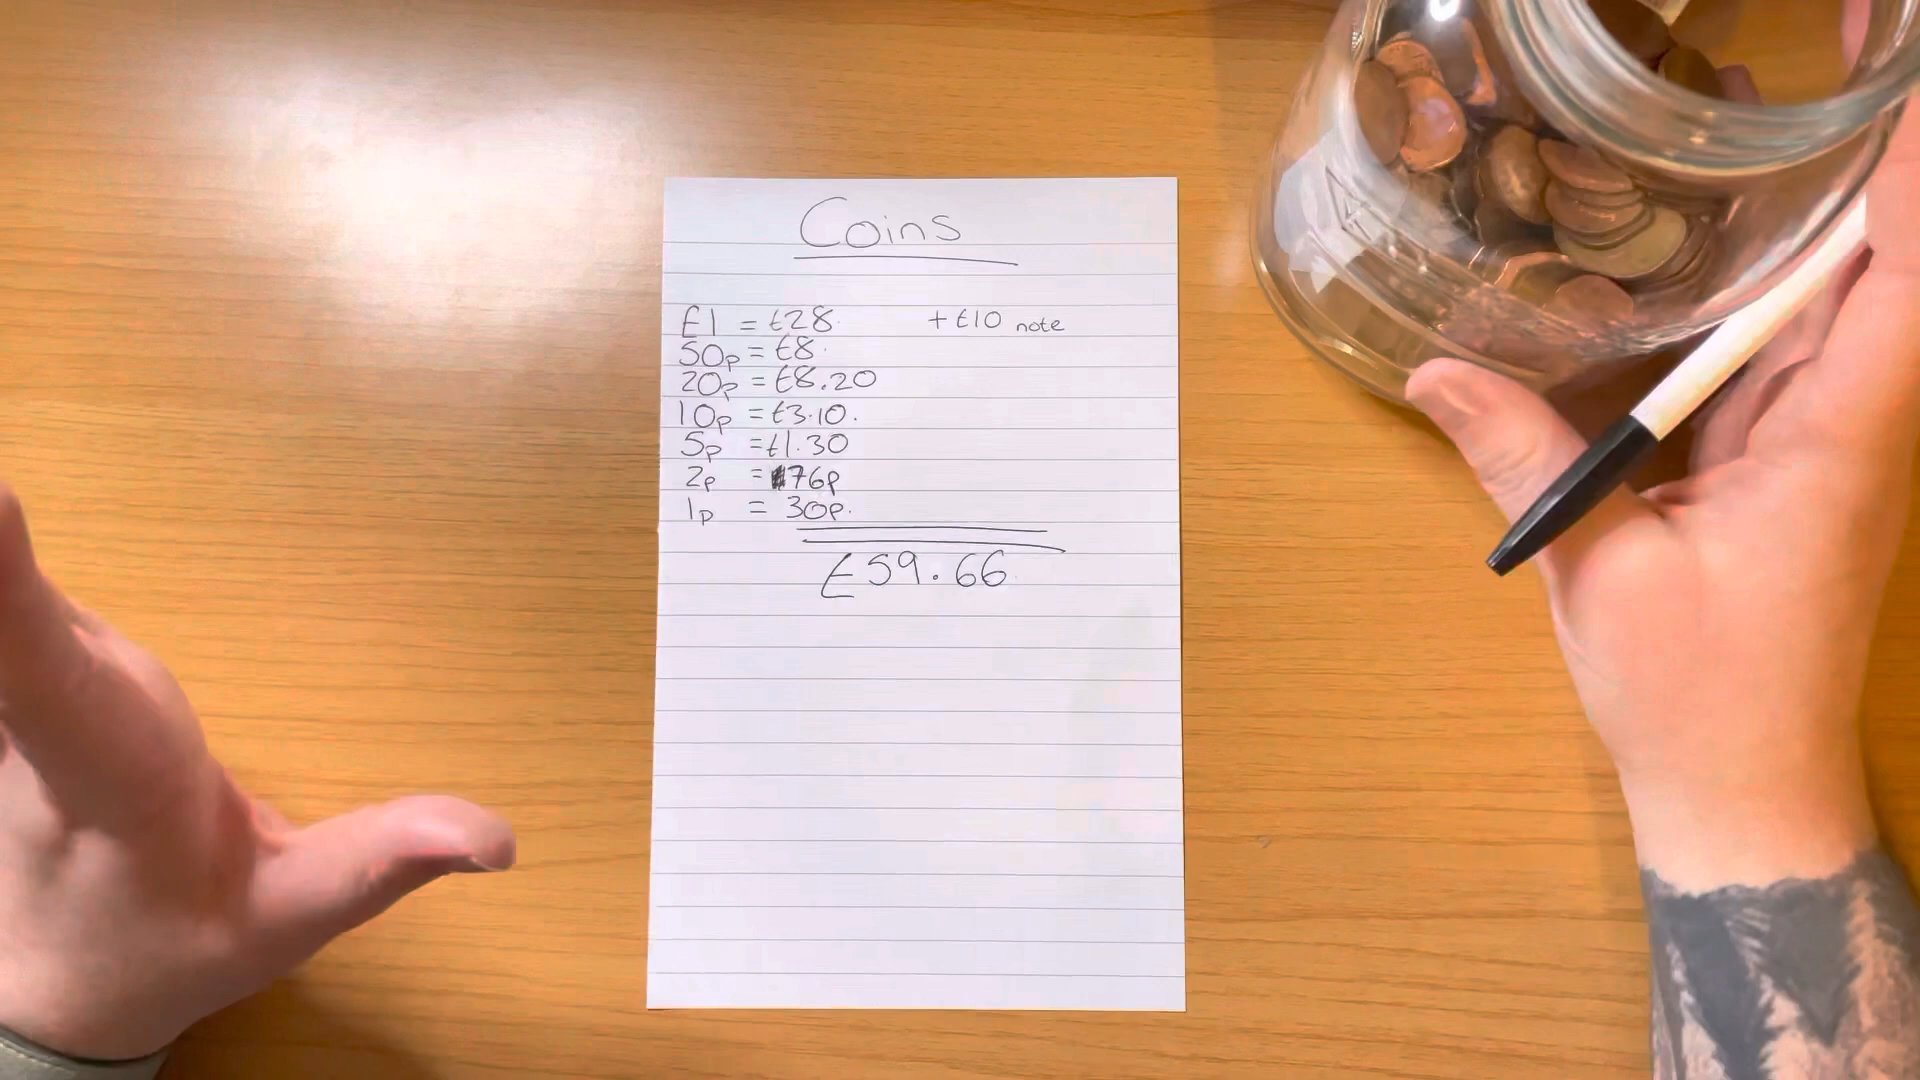 Coins
£1 = £28. + £10 note
50p = £8.
20p = £8.20
10p = £3.10.
5p = £1.30
2p = 76p
1p = 30p.
£59.66